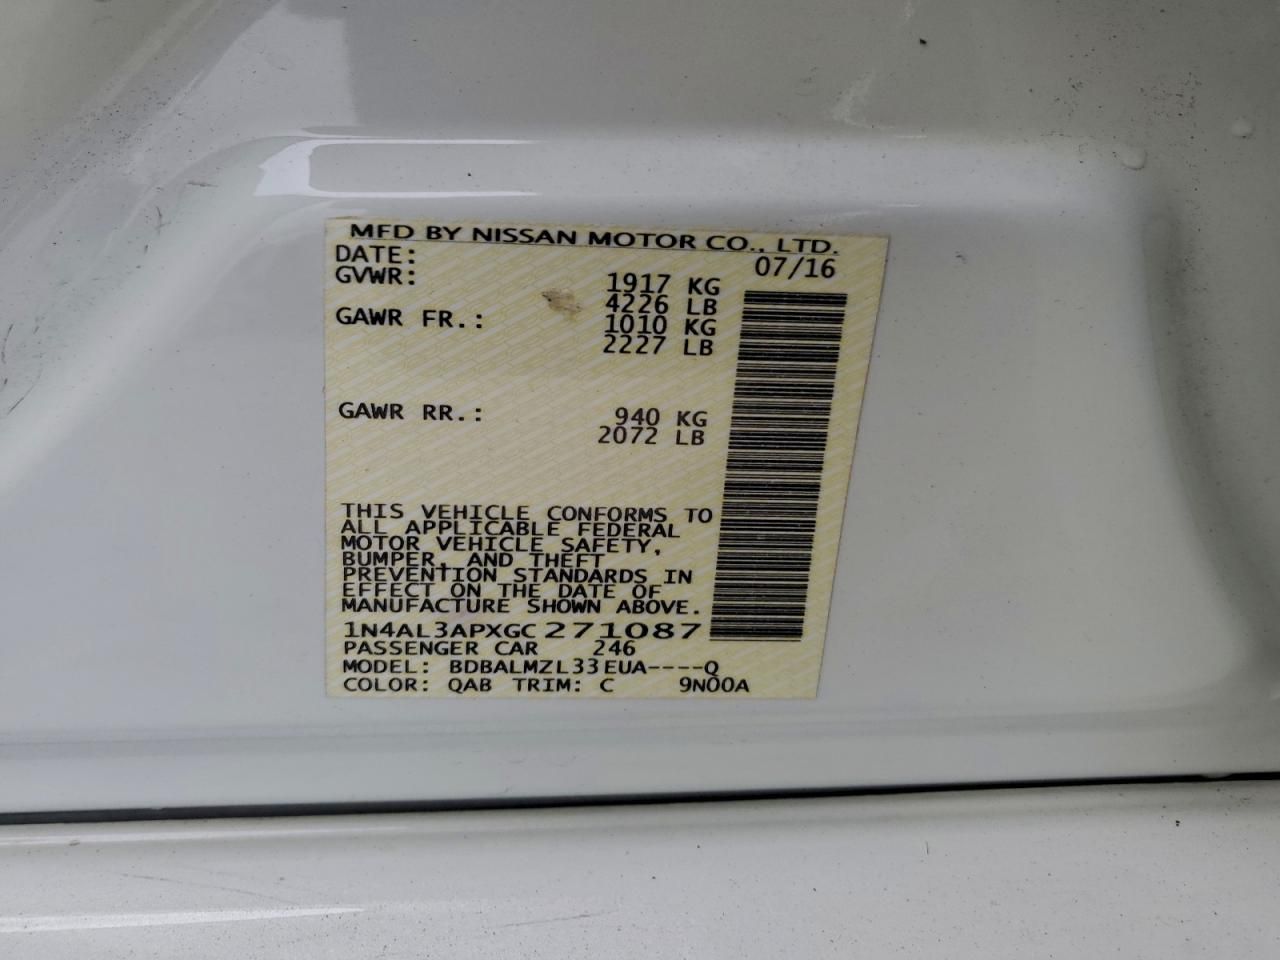 MFD BY NISSAN MOTOR CO., LTD.
DATE: 07/16
GVWR: 1917 KG
4226 LB
GAWR FR.: 1010 KG
2227 LB
GAWR RR.: 940 KG
2072 LB
THIS VEHICLE CONFORMS TO
ALL APPLICABLE FEDERAL
MOTOR VEHICLE SAFETY,
BUMPER, AND THEFT
PREVENTION STANDARDS IN
EFFECT ON THE DATE OF
MANUFACTURE SHOWN ABOVE.
1N4AL3APXGC271087
PASSENGER CAR 246
MODEL: BDBALMZL33EUA----Q
COLOR: QAB TRIM: C 9N00A